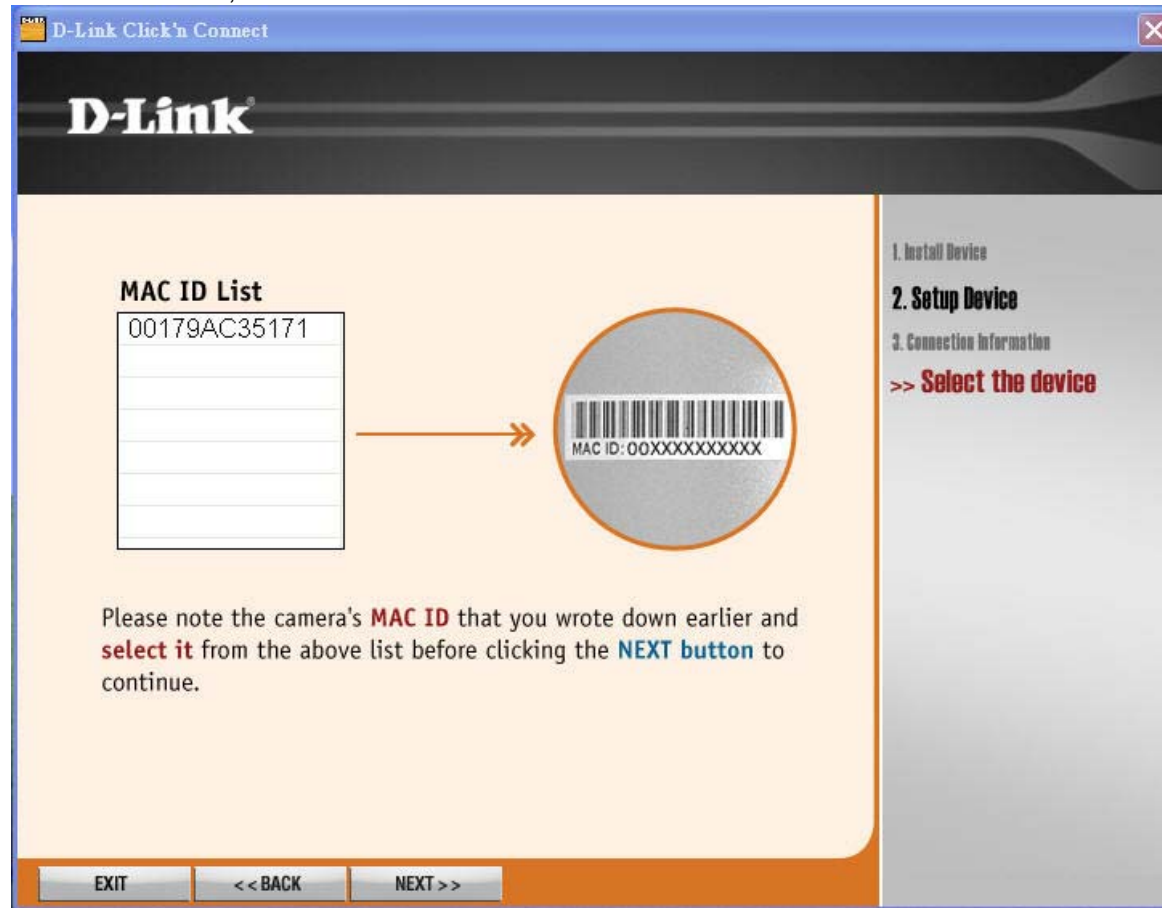 D-Link Click'n Connect
D-Link
MAC ID List
00179AC35171
MAC ID: 00XXXXXXXXXX
Please note the camera's MAC ID that you wrote down earlier and
select it from the above list before clicking the NEXT button to
continue.
1. Install Device
2. Setup Device
3. Connection Information
>> Select the device
EXIT
<< BACK
NEXT >>